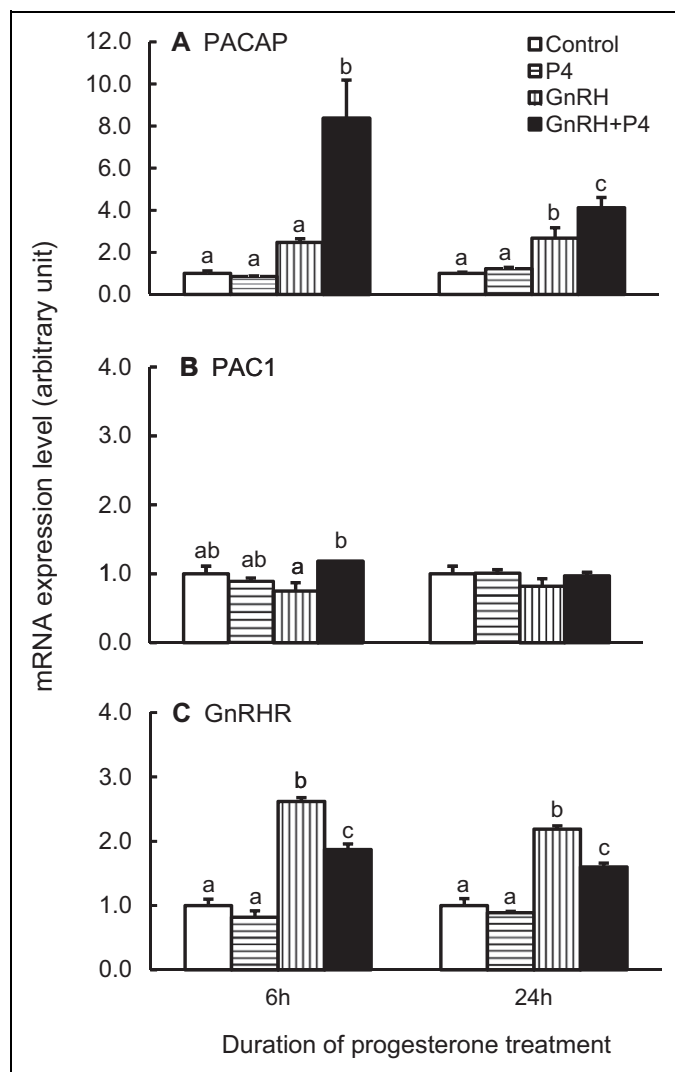 mRNA expression level (arbitrary unit)
A PACAP
Control
P4
GnRH
GnRH+P4
12.0
10.0
8.0
6.0
4.0
2.0
0.0
a
a
a
b
a
a
b
c
B PAC1
4.0
3.0
2.0
1.0
0.0
ab
ab
a
b
C GnRHR
4.0
3.0
2.0
1.0
0.0
a
a
b
c
a
a
b
c
6h
24h
Duration of progesterone treatment